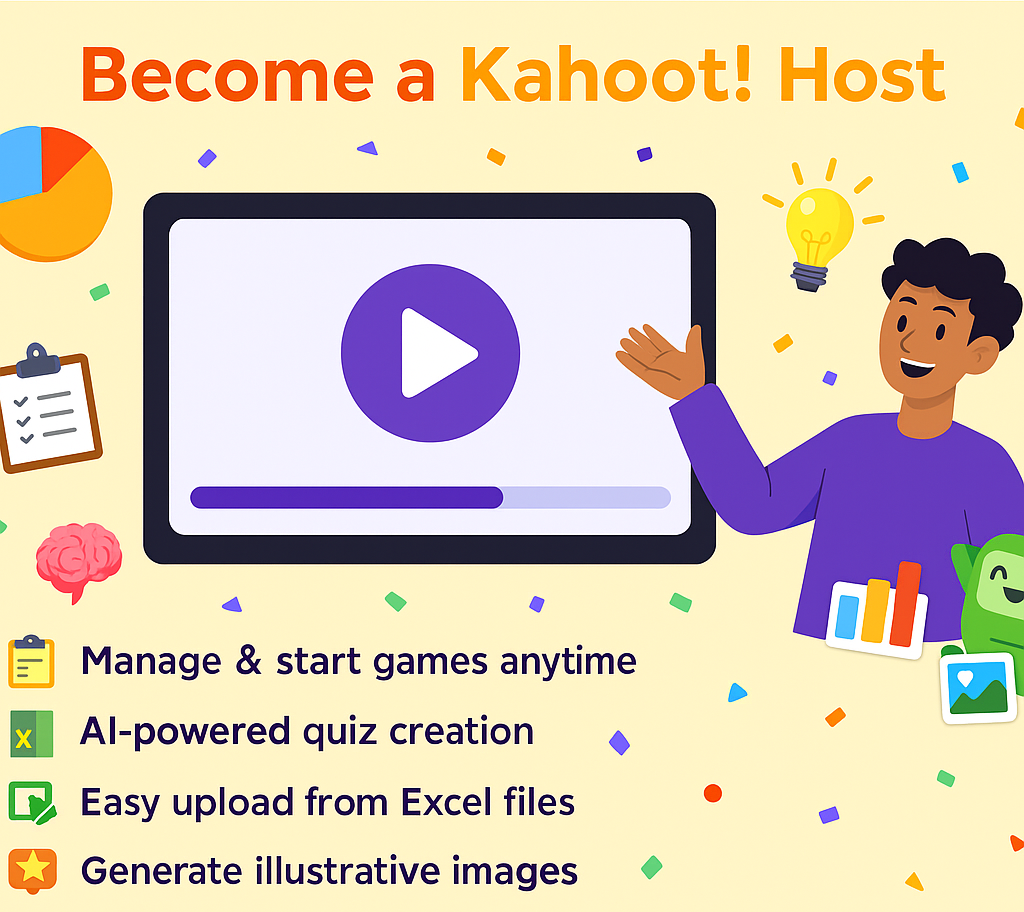 Become a Kahoot! Host
Manage & start games anytime
X
AI-powered quiz creation
Easy upload from Excel files
Generate illustrative images